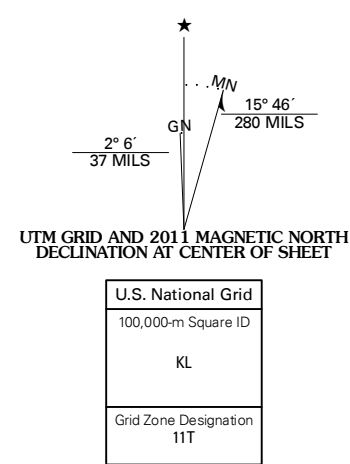 ★
MN
15° 46´
280 MILS
GN
2° 6´
37 MILS
UTM GRID AND 2011 MAGNETIC NORTH
DECLINATION AT CENTER OF SHEET
U.S. National Grid
100,000-m Square ID
KL
Grid Zone Designation
11T